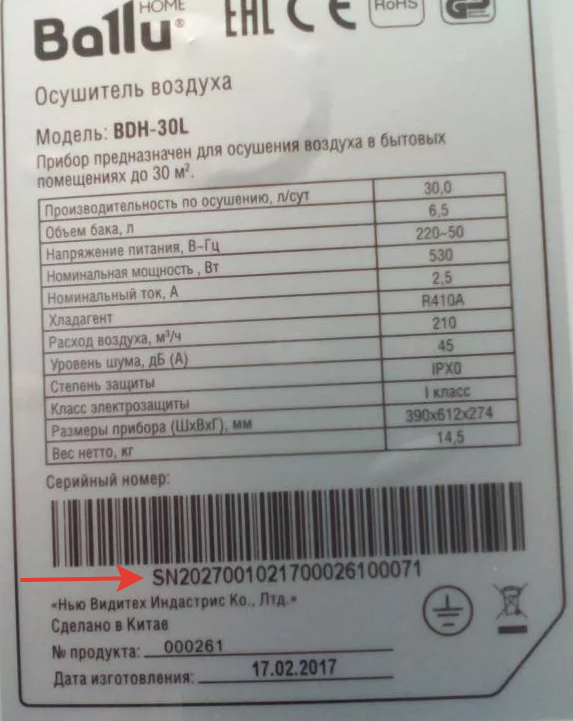 HOME
Ballu®
EAC CE RoHS GS
Осушитель воздуха
Модель: BDH-30L
Прибор предназначен для осушения воздуха в бытовых
помещениях до 30 м².
Производительность по осушению, л/сут 30,0
Объем бака, л 6,5
Напряжение питания, В~Гц 220~50
Номинальная мощность , Вт 530
Номинальный ток, А 2,5
Хладагент R410A
Расход воздуха, м³/ч 210
Уровень шума, дБ (А) 45
Степень защиты IPX0
Класс электрозащиты I класс
Размеры прибора (ШхВхГ), мм 390x612x274
Вес нетто, кг 14,5
Серийный номер:
SN2027001021700026100071
«Нью Видитех Индастрис Ко., Лтд.»
Сделано в Китае
№ продукта: 000261
Дата изготовления: 17.02.2017